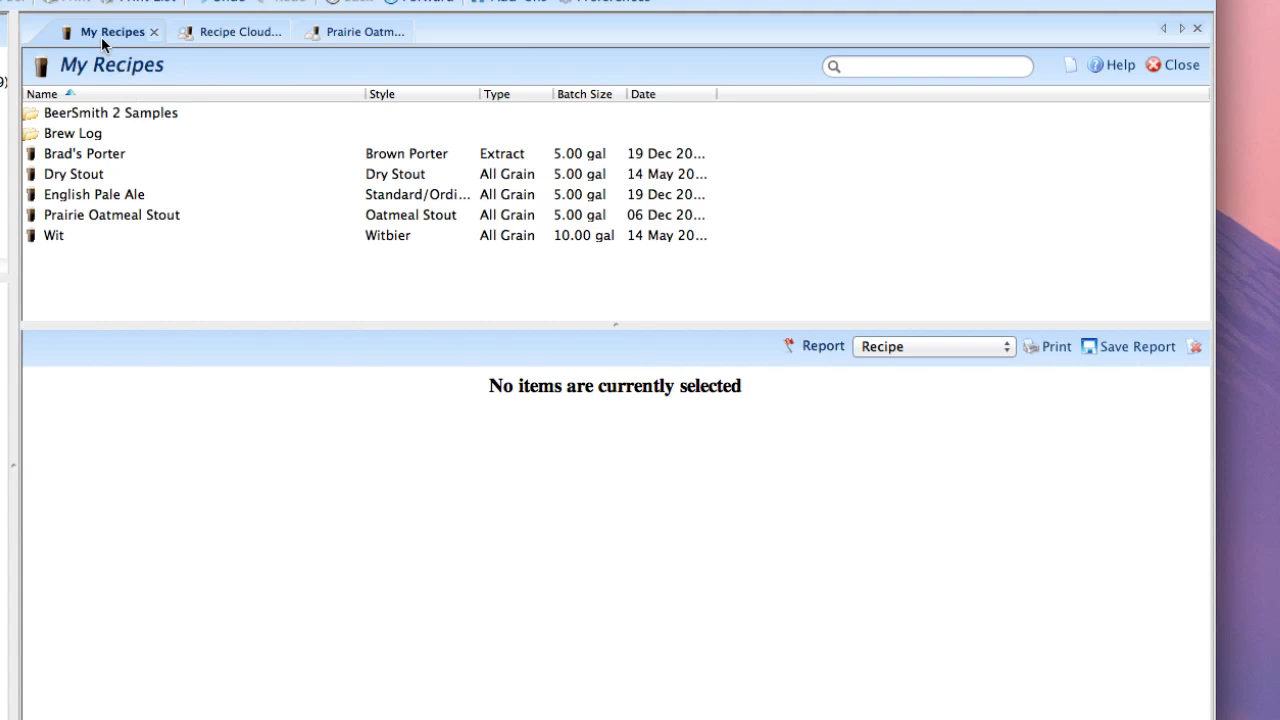 My Recipes Recipe Cloud... Prairie Oatm...
My Recipes Help Close
Name Style Type Batch Size Date
BeerSmith 2 Samples
Brew Log
Brad's Porter Brown Porter Extract 5.00 gal 19 Dec 20...
Dry Stout Dry Stout All Grain 5.00 gal 14 May 20...
English Pale Ale Standard/Ordi... All Grain 5.00 gal 19 Dec 20...
Prairie Oatmeal Stout Oatmeal Stout All Grain 5.00 gal 06 Dec 20...
Wit Witbier All Grain 10.00 gal 14 May 20...
Report Recipe Print Save Report
No items are currently selected